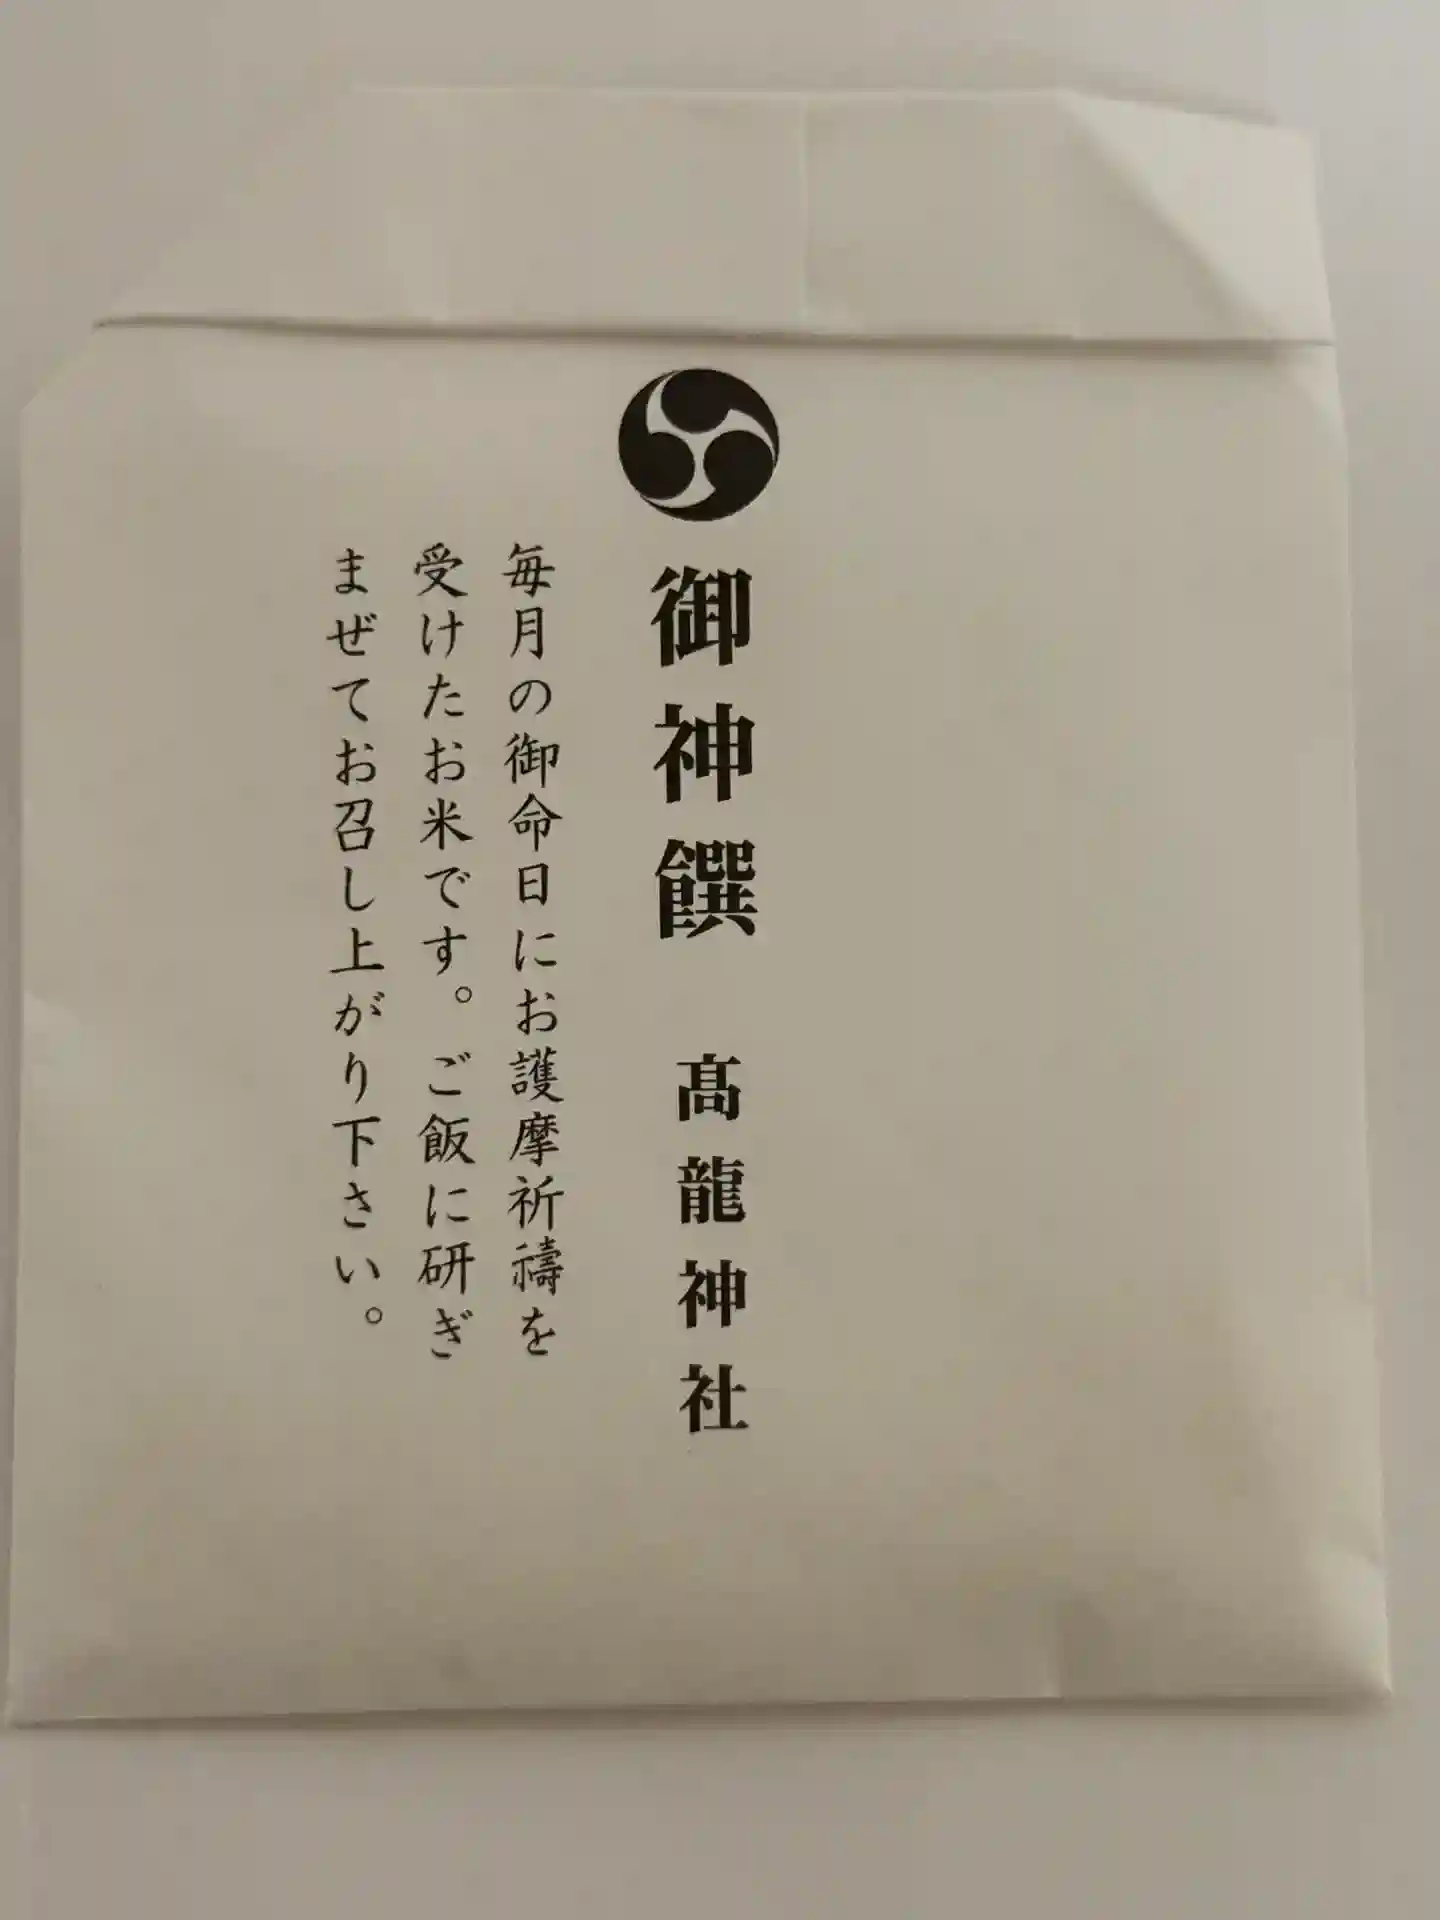 御神饌 髙龍神社
毎月の御命日にお護摩祈禱を
受けたお米です。ご飯に研ぎ
まぜてお召し上がり下さい。